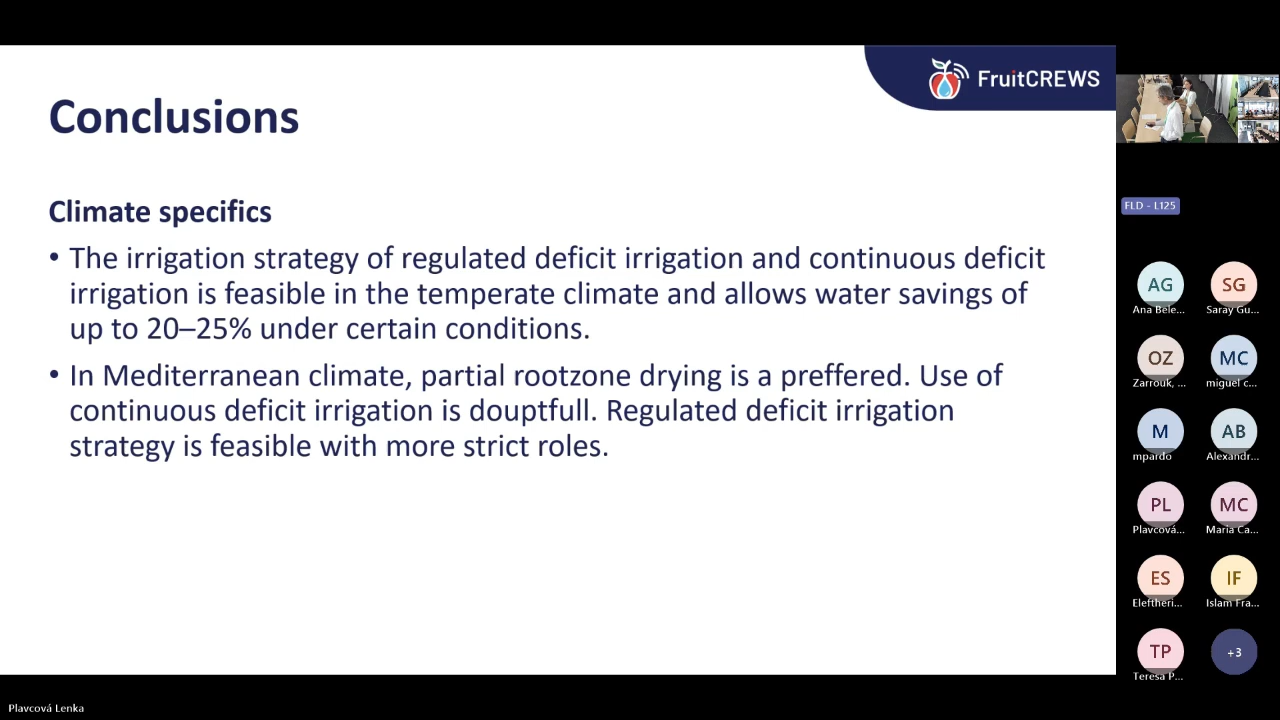 FruitCREWS
Conclusions
Climate specifics
• The irrigation strategy of regulated deficit irrigation and continuous deficit
irrigation is feasible in the temperate climate and allows water savings of
up to 20–25% under certain conditions.
• In Mediterranean climate, partial rootzone drying is a preffered. Use of
continuous deficit irrigation is douptfull. Regulated deficit irrigation
strategy is feasible with more strict roles.
FLD - L125
AG
Ana Bele...
SG
Saray Gu...
OZ
Zarrouk, ...
MC
miguel c...
M
mpardo
AB
Alexandr...
PL
Plavcová...
MC
Maria Ca...
ES
Eleftheri...
IF
Islam Fra...
TP
Teresa P...
+3
Plavcová Lenka